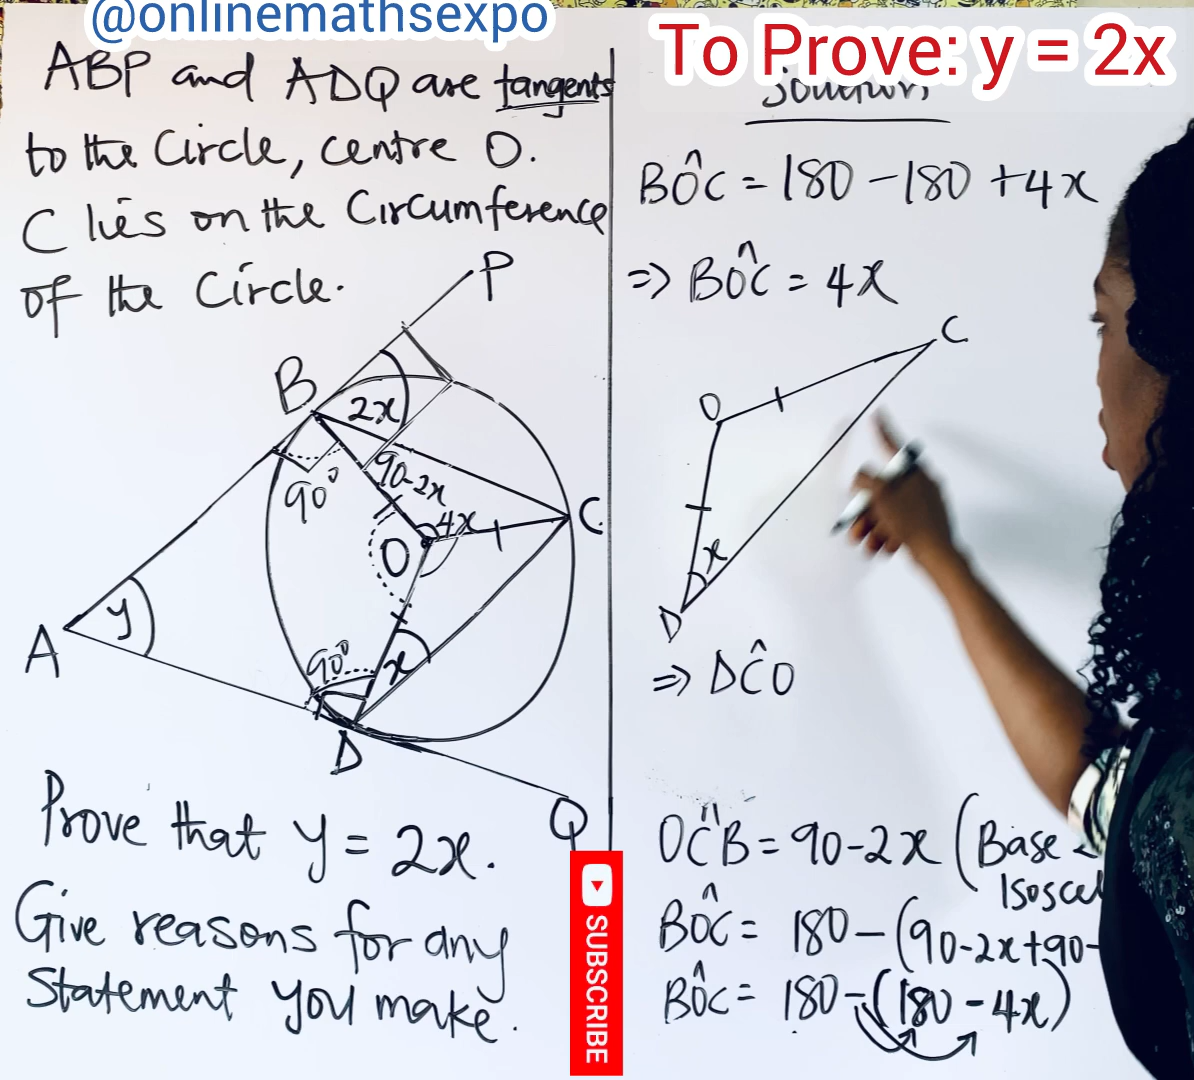 @onlinemathsexpo
To Prove: y = 2x
ABP and ADQ are tangents
to the Circle, centre O.
C lies on the Circumference
of the Circle.
P
B
2x
90°
90-2x
C
4x
O
A
y
90°
x
D
Q
Prove that y = 2x.
Give reasons for any
Statement you make.
Solution
BÔC = 180 - 180 + 4x
=> BÔC = 4x
C
O
x
D
=> DĈO
OĈB = 90-2x (Base
BÔC = 180 - (90-2x+90-
BÔC = 180 - (180 - 4x)
SUBSCRIBE